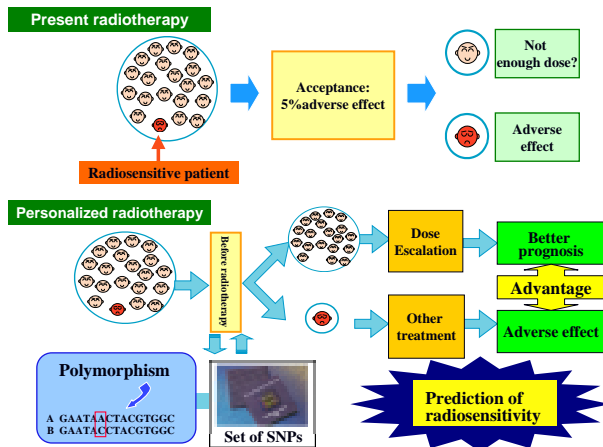 Present radiotherapy
Acceptance:
5%adverse effect
Not
enough dose?
Adverse
effect
Radiosensitive patient
Personalized radiotherapy
Before radiotherapy
Dose
Escalation
Better
prognosis
Advantage
Other
treatment
Adverse effect
Polymorphism
A GAATAACTACGTGGC
B GAATACCTACGTGGC
Set of SNPs
Prediction of
radiosensitivity